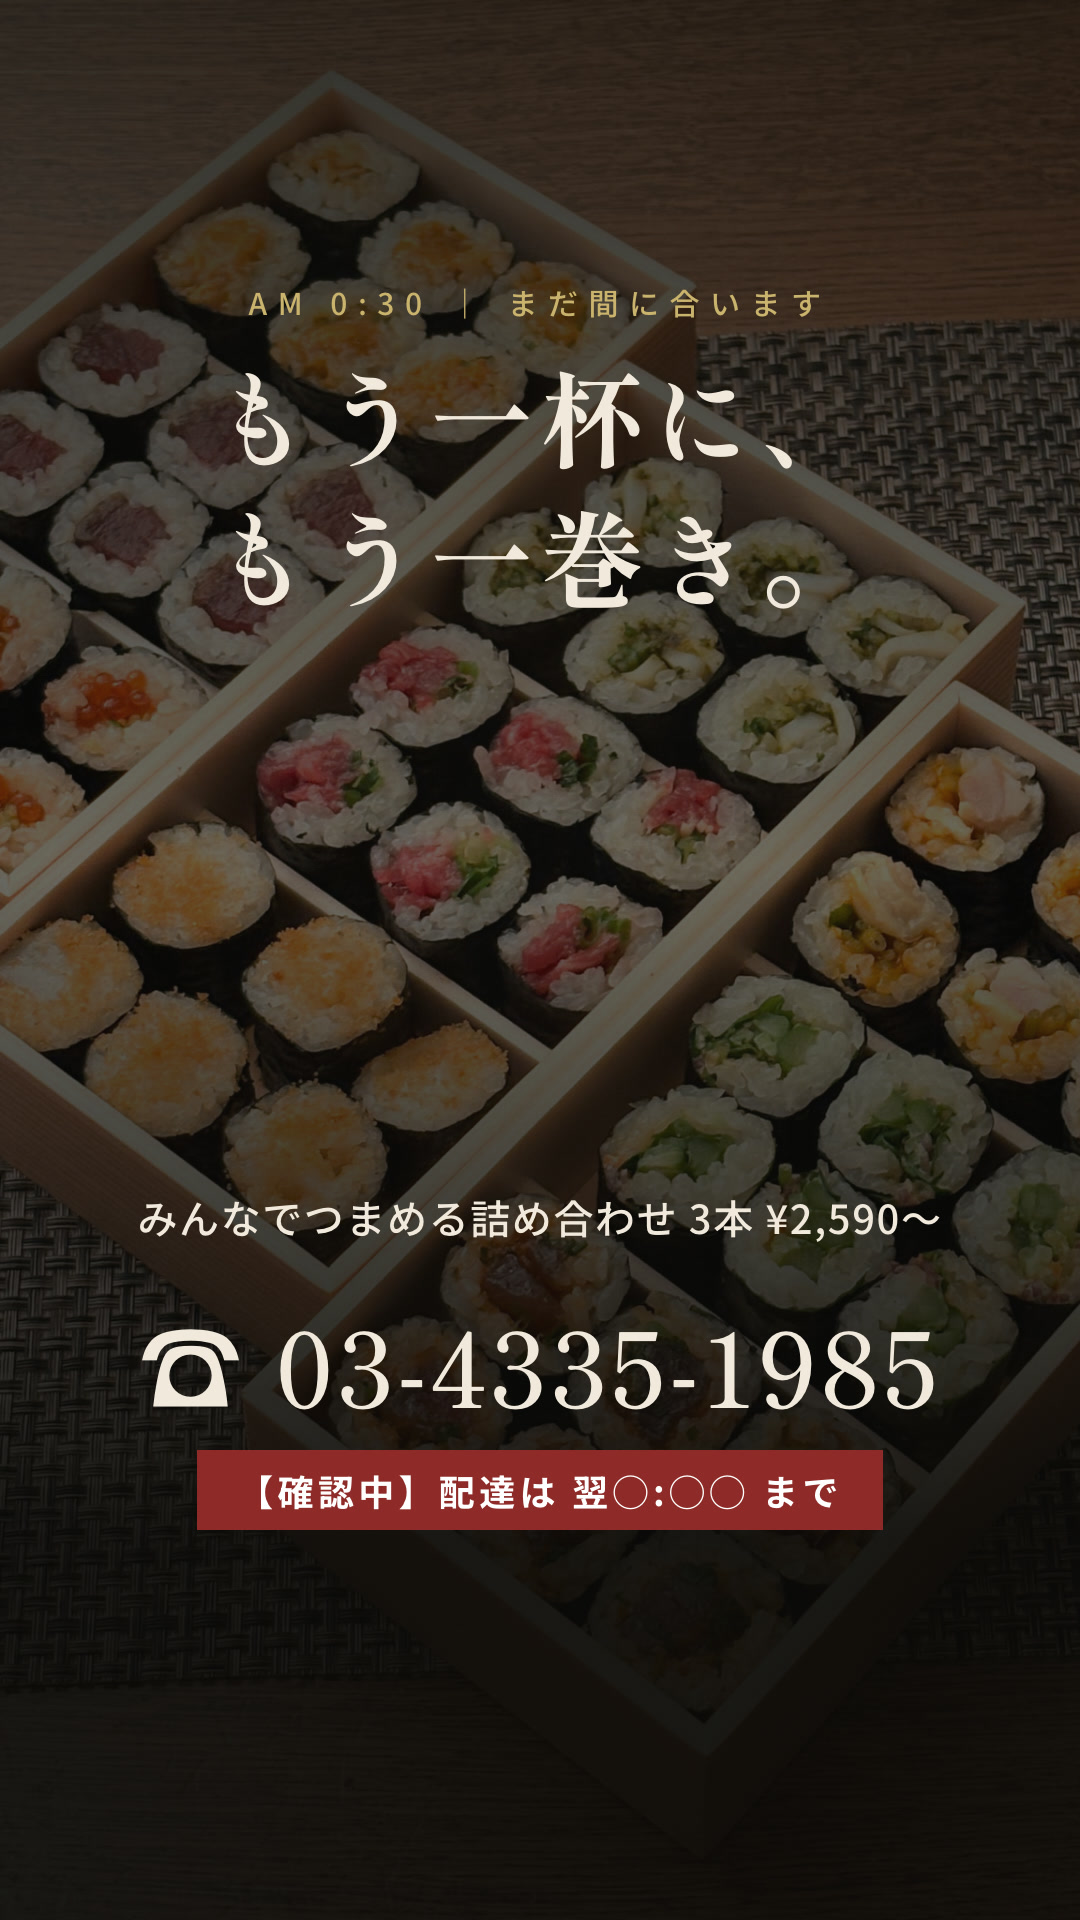 AM 0:30 ｜ まだ間に合います
もう一杯に、
もう一巻き。
みんなでつまめる詰め合わせ 3本 ¥2,590〜
☎ 03-4335-1985
【確認中】配達は 翌◯:◯◯ まで